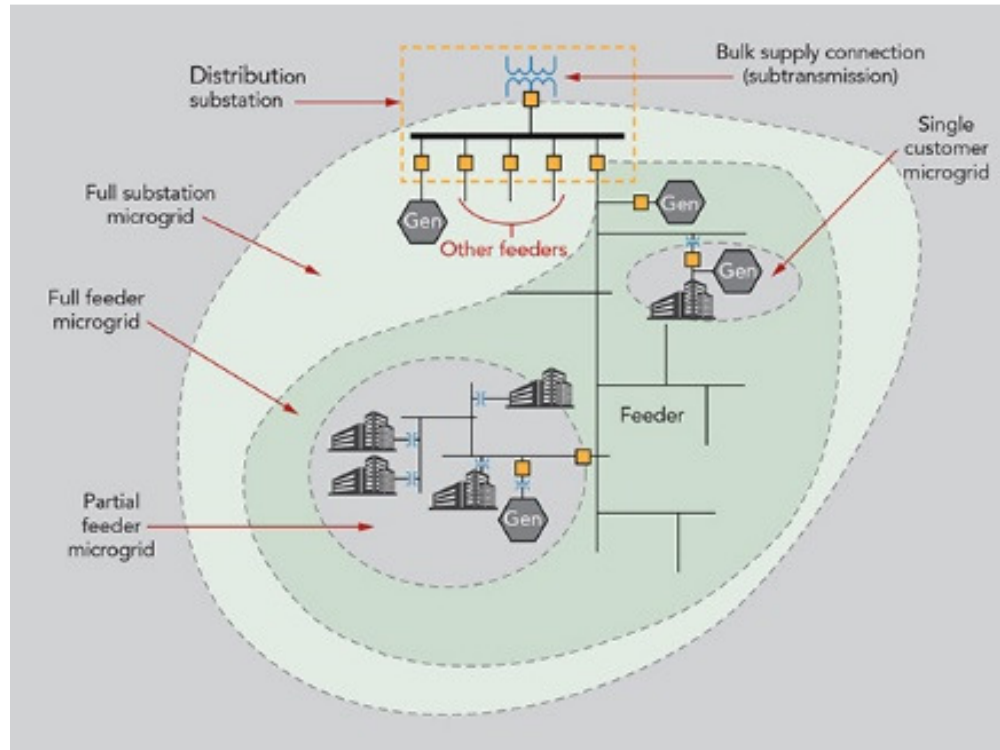 Bulk supply connection
(subtransmission)
Distribution
substation
Single
customer
microgrid
Full substation
microgrid
Gen
Other feeders
Gen
Gen
Full feeder
microgrid
Feeder
Partial
feeder
microgrid
Gen